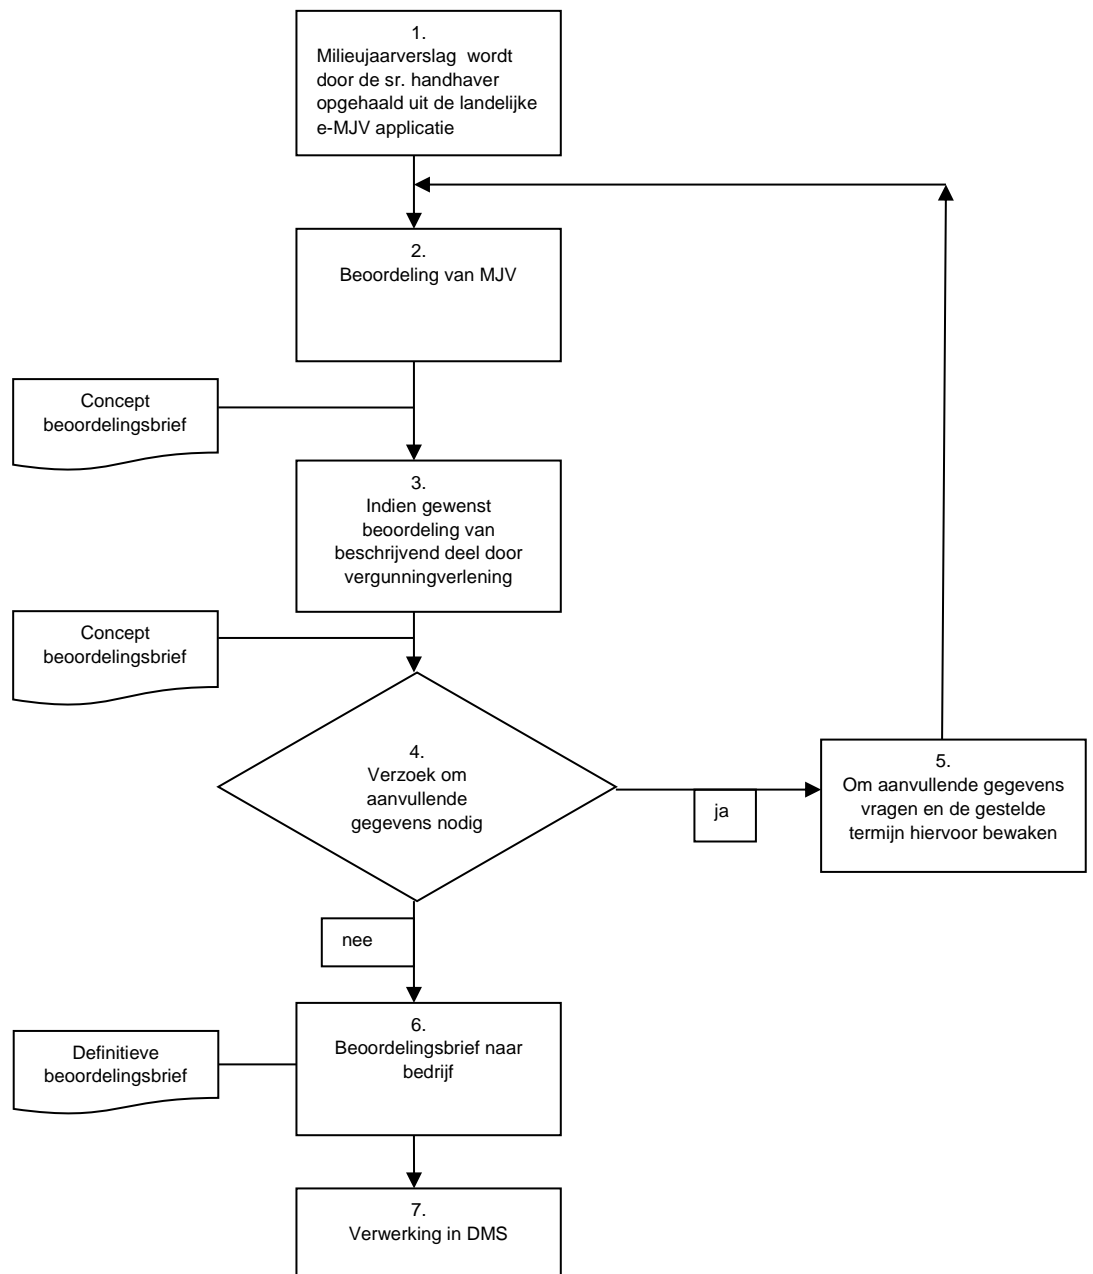 1.
Milieujaarverslag wordt
door de sr. handhaver
opgehaald uit de landelijke
e-MJV applicatie
2.
Beoordeling van MJV
Concept
beoordelingsbrief
3.
Indien gewenst
beoordeling van
beschrijvend deel door
vergunningverlening
Concept
beoordelingsbrief
4.
Verzoek om
aanvullende
gegevens nodig
ja
5.
Om aanvullende gegevens
vragen en de gestelde
termijn hiervoor bewaken
nee
6.
Beoordelingsbrief naar
bedrijf
Definitieve
beoordelingsbrief
7.
Verwerking in DMS